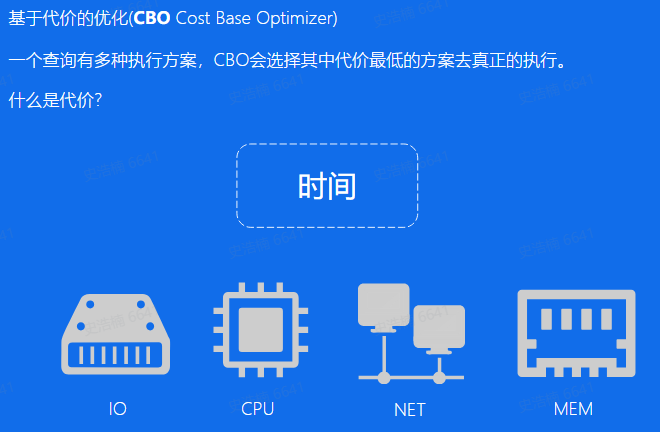 基于代价的优化(CBO Cost Base Optimizer)
一个查询有多种执行方案，CBO会选择其中代价最低的方案去真正的执行。
什么是代价？
时间
IO
CPU
NET
MEM